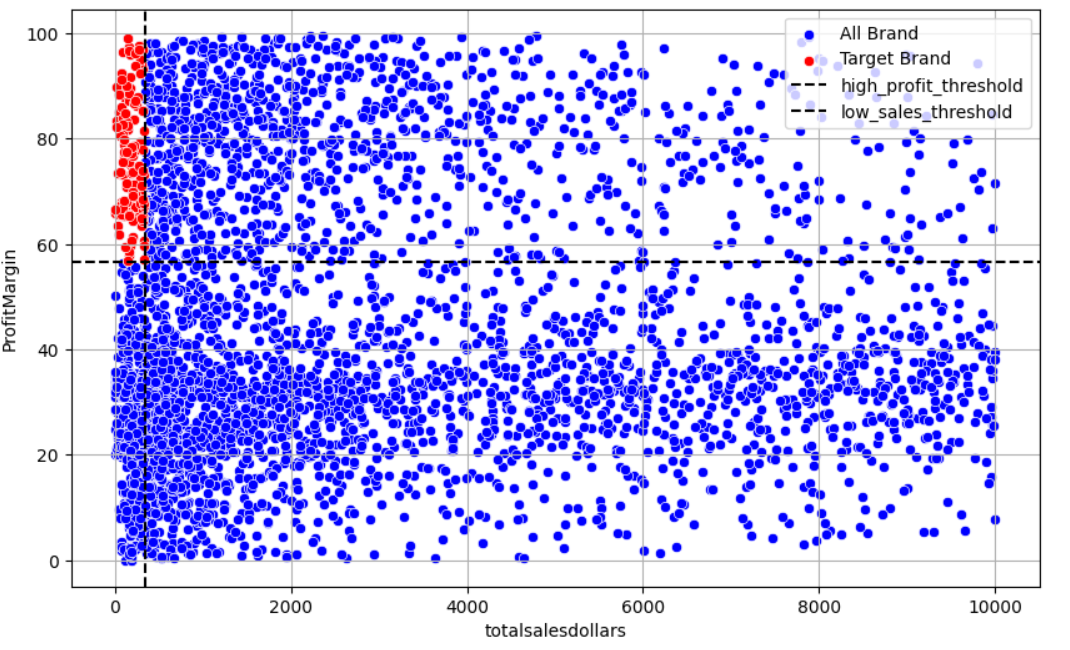 100
80
60
40
20
0
ProfitMargin
All Brand
Target Brand
high_profit_threshold
low_sales_threshold
0 2000 4000 6000 8000 10000
totalsalesdollars